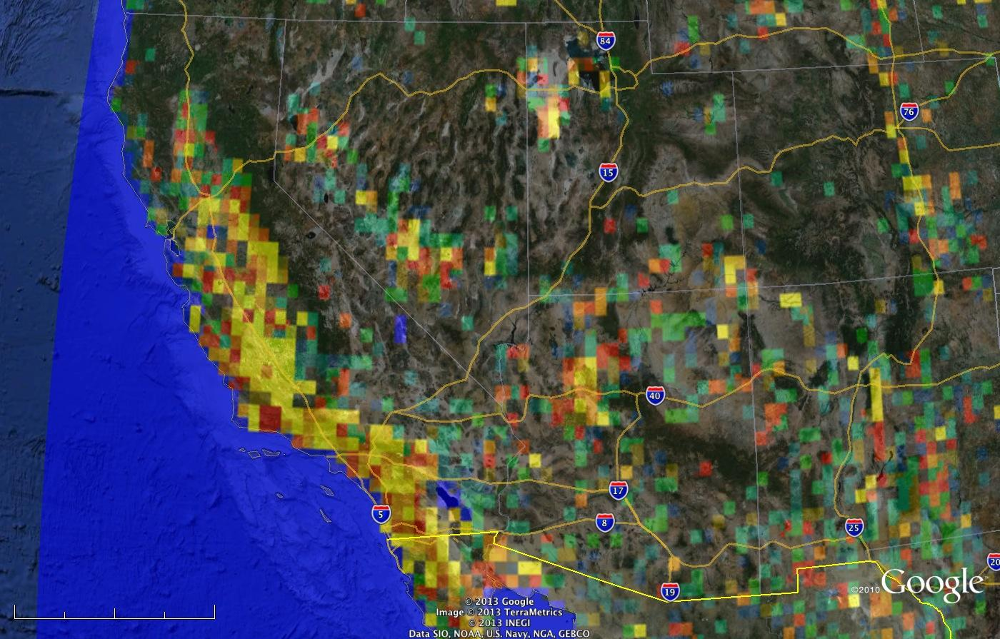 84
76
15
40
17
5
8
25
20
19
©2010 Google
© 2013 Google
Image © 2013 TerraMetrics
© 2013 INEGI
Data SIO, NOAA, U.S. Navy, NGA, GEBCO